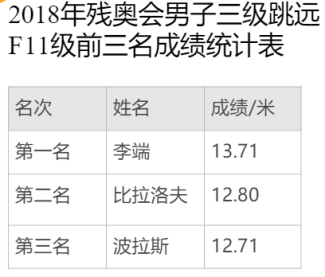 2018年残奥会男子三级跳远
F11级前三名成绩统计表
名次 姓名 成绩/米
第一名 李端 13.71
第二名 比拉洛夫 12.80
第三名 波拉斯 12.71